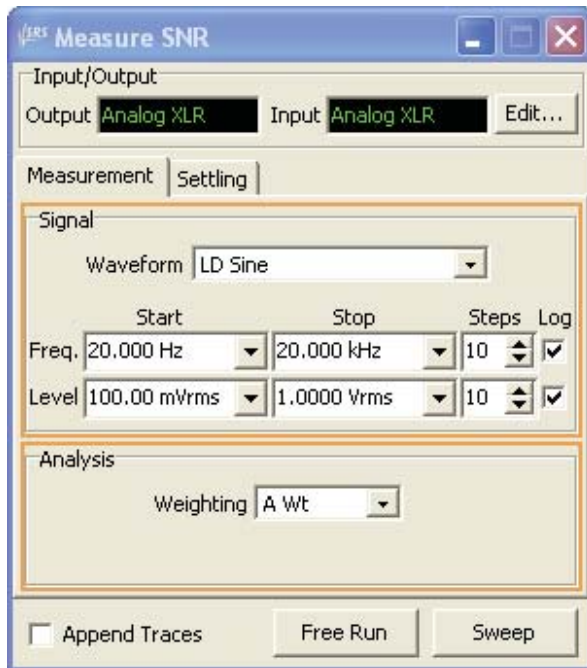 SRS Measure SNR
Input/Output
Output Analog XLR Input Analog XLR Edit...
Measurement Settling
Signal
Waveform LD Sine
Start Stop Steps Log
Freq. 20.000 Hz 20.000 kHz 10
Level 100.00 mVrms 1.0000 Vrms 10
Analysis
Weighting A Wt
Append Traces Free Run Sweep